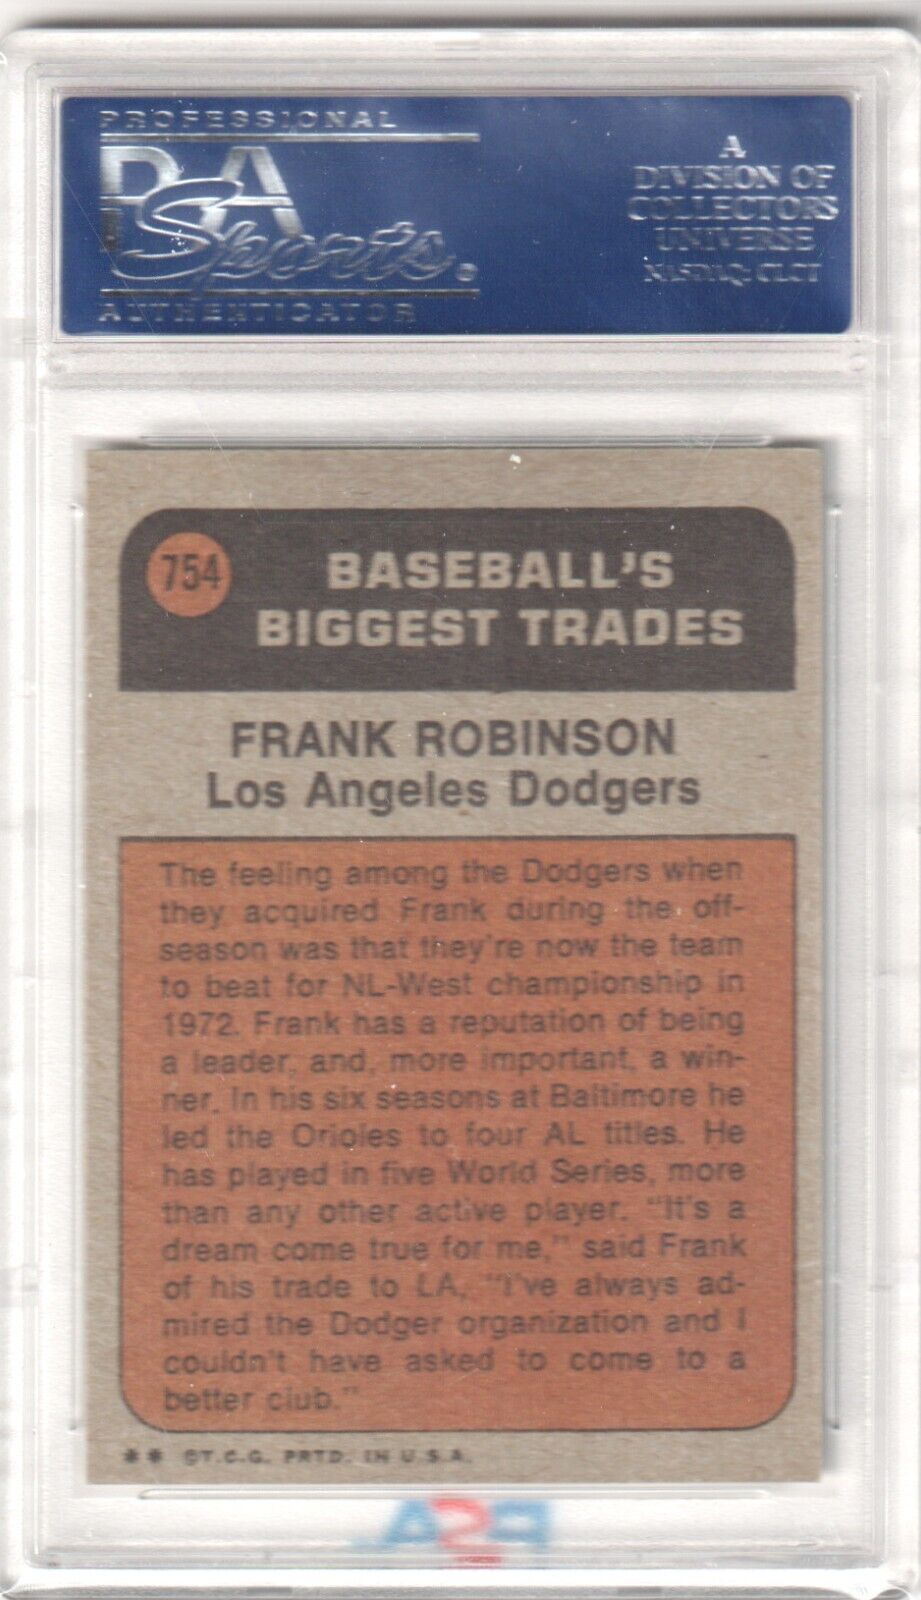 PROFESSIONAL
PSA
Sports®
AUTHENTICATOR
A
DIVISION OF
COLLECTORS
UNIVERSE
NASDAQ: CLCT
754
BASEBALL'S
BIGGEST TRADES
FRANK ROBINSON
Los Angeles Dodgers
The feeling among the Dodgers when
they acquired Frank during the off-
season was that they're now the team
to beat for NL-West championship in
1972. Frank has a reputation of being
a leader, and, more important, a win-
ner. In his six seasons at Baltimore he
led the Orioles to four AL titles. He
has played in five World Series, more
than any other active player. "It's a
dream come true for me," said Frank
of his trade to LA, "I've always ad-
mired the Dodger organization and I
couldn't have asked to come to a
better club."
** ©T.C.G. PRTD. IN U.S.A.